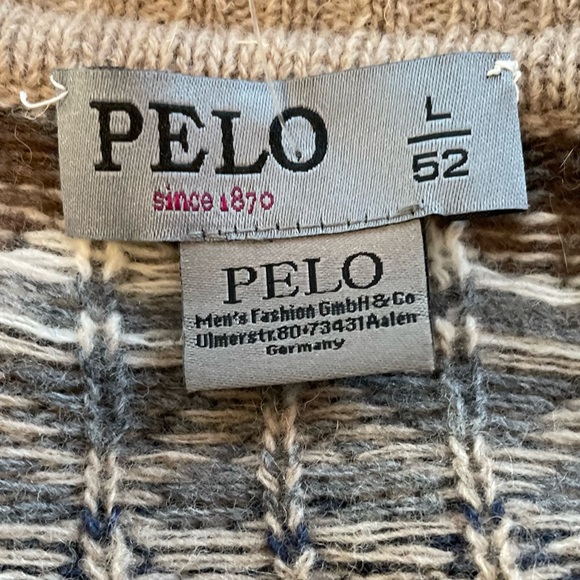 PELO
since 1870
L
52
PELO
Men's Fashion GmbH&Co
Ulmerstr.80+73431 Aalen
Germany